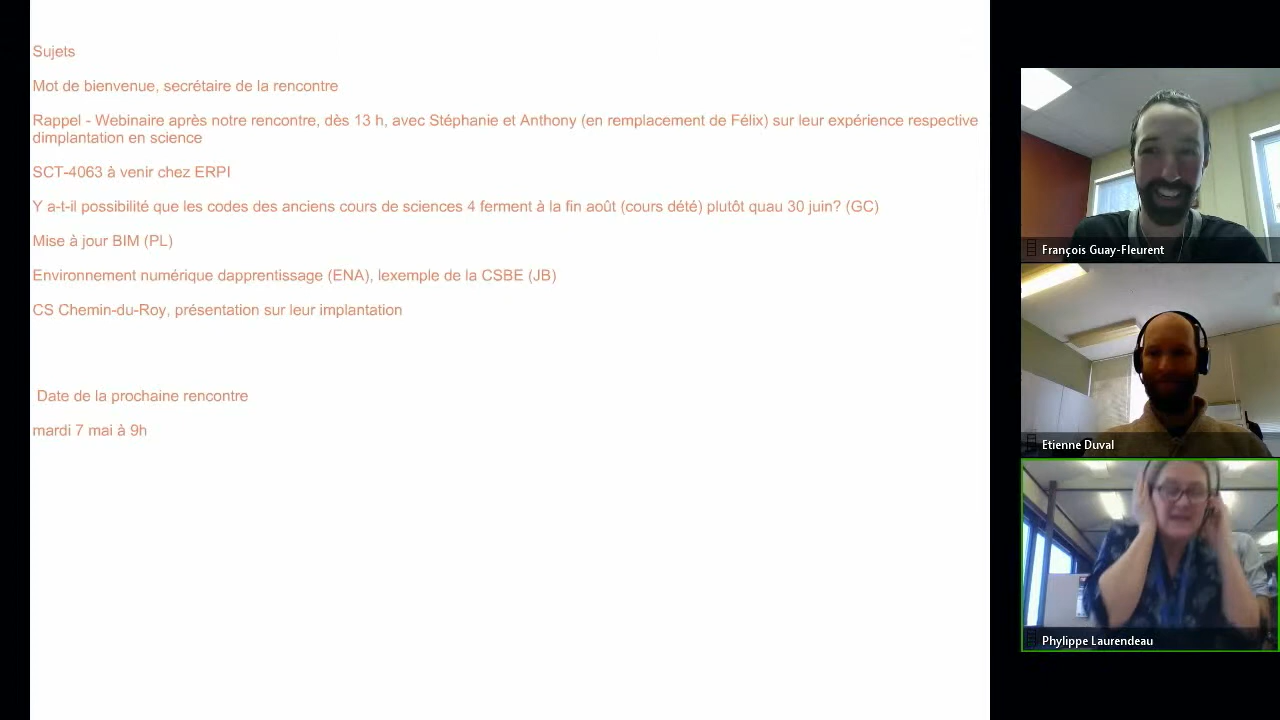 Sujets
Mot de bienvenue, secrétaire de la rencontre
Rappel - Webinaire après notre rencontre, dès 13 h, avec Stéphanie et Anthony (en remplacement de Félix) sur leur expérience respective
dimplantation en science
SCT-4063 à venir chez ERPI
Y a-t-il possibilité que les codes des anciens cours de sciences 4 ferment à la fin août (cours dété) plutôt quau 30 juin? (GC)
Mise à jour BIM (PL)
Environnement numérique dapprentissage (ENA), lexemple de la CSBE (JB)
CS Chemin-du-Roy, présentation sur leur implantation
Date de la prochaine rencontre
mardi 7 mai à 9h
François Guay-Fleurent
Etienne Duval
Phylippe Laurendeau